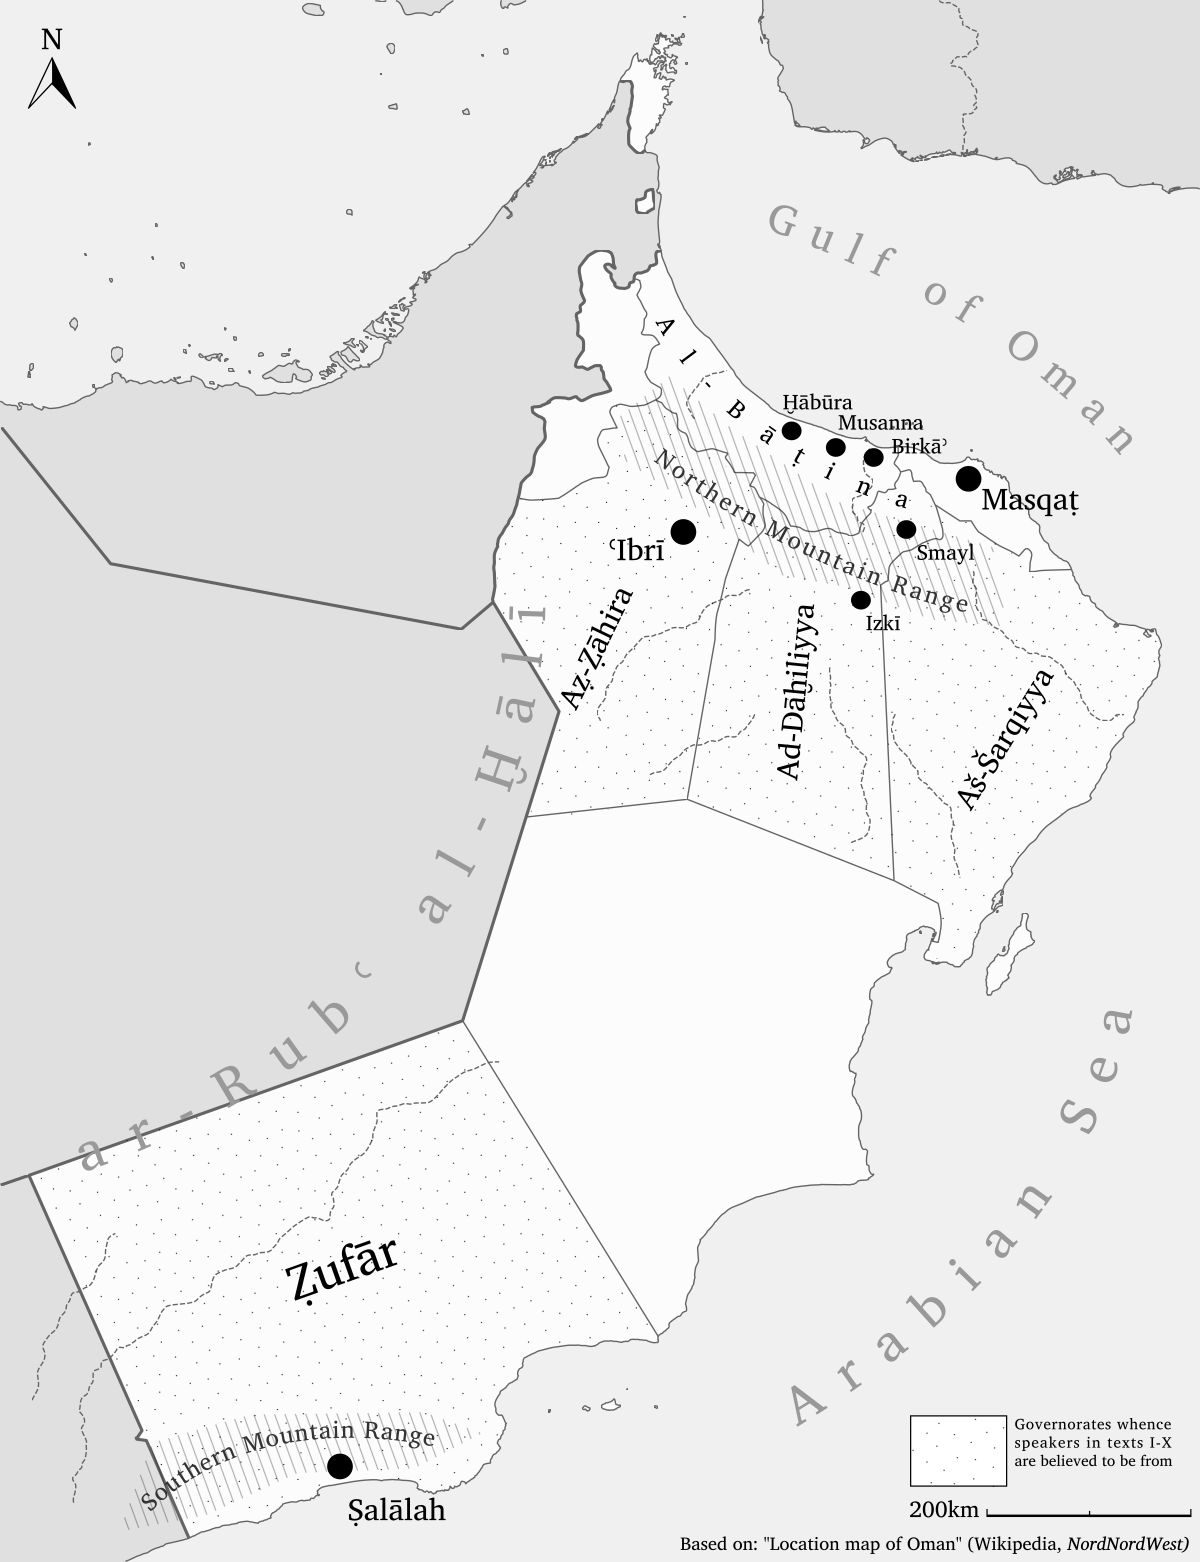 N
Gulf of Oman
Al-Bāṭina
Ḫābūra
Musanna
Birkāʾ
Masqaṭ
Northern Mountain Range
ʿIbrī
Smayl
Izkī
Aẓ-Ẓāhira
Ad-Dāḫiliyya
Aš-Šarqiyya
ar-Rubʿ al-Ḫālī
Arabian Sea
Ẓufār
Southern Mountain Range
Ṣalālah
Governorates whence
speakers in texts I-X
are believed to be from
200km
Based on: "Location map of Oman" (Wikipedia, NordNordWest)